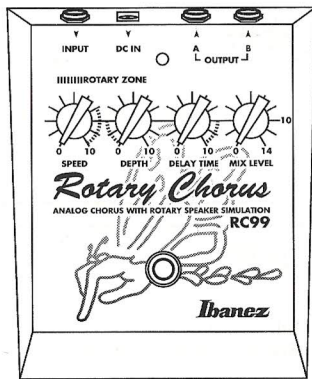 INPUT DC IN A B
OUTPUT
ROTARY ZONE
10
0 10 0 10 0 10 0 14
SPEED DEPTH DELAY TIME MIX LEVEL
Rotary Chorus
ANALOG CHORUS WITH ROTARY SPEAKER SIMULATION
RC99
Ibanez